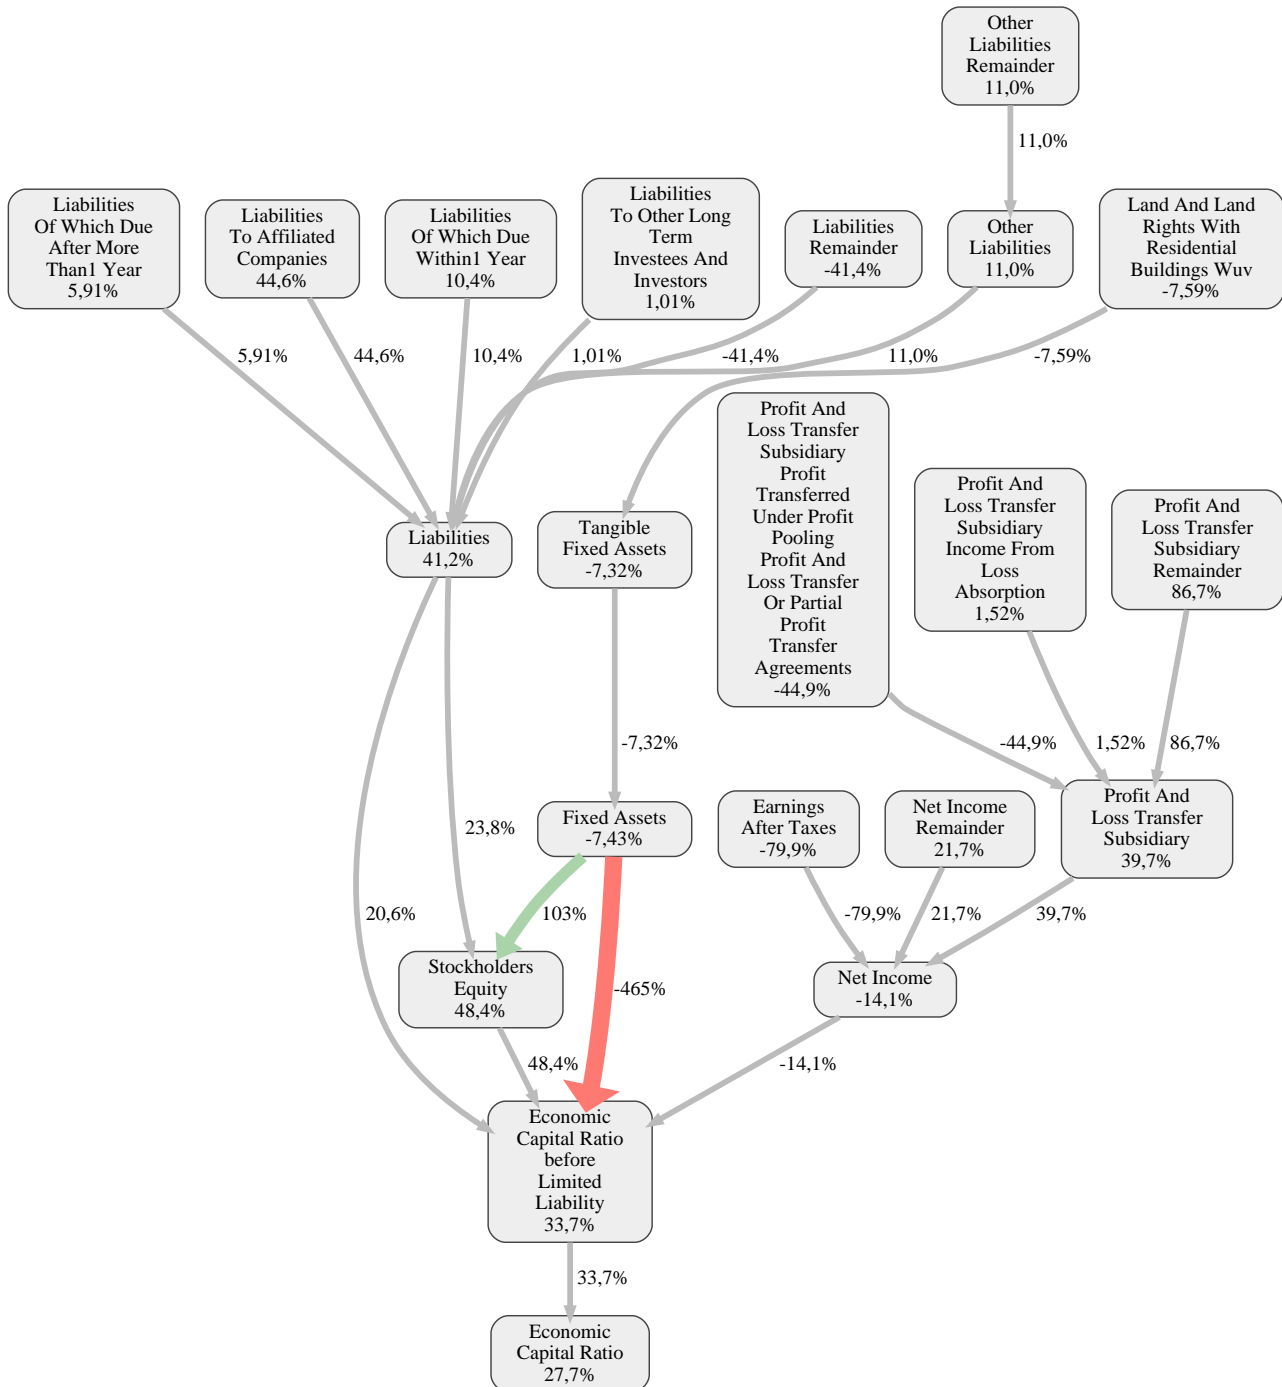 Other
Liabilities
Remainder
11,0%
11,0%
Liabilities
Of Which Due
After More
Than1 Year
5,91%
Liabilities
To Affiliated
Companies
44,6%
Liabilities
Of Which Due
Within1 Year
10,4%
Liabilities
To Other Long
Term
Investees And
Investors
1,01%
Liabilities
Remainder
-41,4%
Other
Liabilities
11,0%
Land And Land
Rights With
Residential
Buildings Wuv
-7,59%
5,91%
44,6%
10,4%
1,01%
-41,4%
11,0%
-7,59%
Profit And
Loss Transfer
Subsidiary
Profit
Transferred
Under Profit
Pooling
Profit And
Loss Transfer
Or Partial
Profit
Transfer
Agreements
-44,9%
Profit And
Loss Transfer
Subsidiary
Income From
Loss
Absorption
1,52%
Profit And
Loss Transfer
Subsidiary
Remainder
86,7%
Liabilities
41,2%
Tangible
Fixed Assets
-7,32%
-7,32%
-44,9%
1,52%
86,7%
Fixed Assets
-7,43%
Earnings
After Taxes
-79,9%
Net Income
Remainder
21,7%
Profit And
Loss Transfer
Subsidiary
39,7%
23,8%
20,6%
103%
-465%
-79,9%
21,7%
39,7%
Stockholders
Equity
48,4%
Net Income
-14,1%
48,4%
-14,1%
Economic
Capital Ratio
before
Limited
Liability
33,7%
33,7%
Economic
Capital Ratio
27,7%